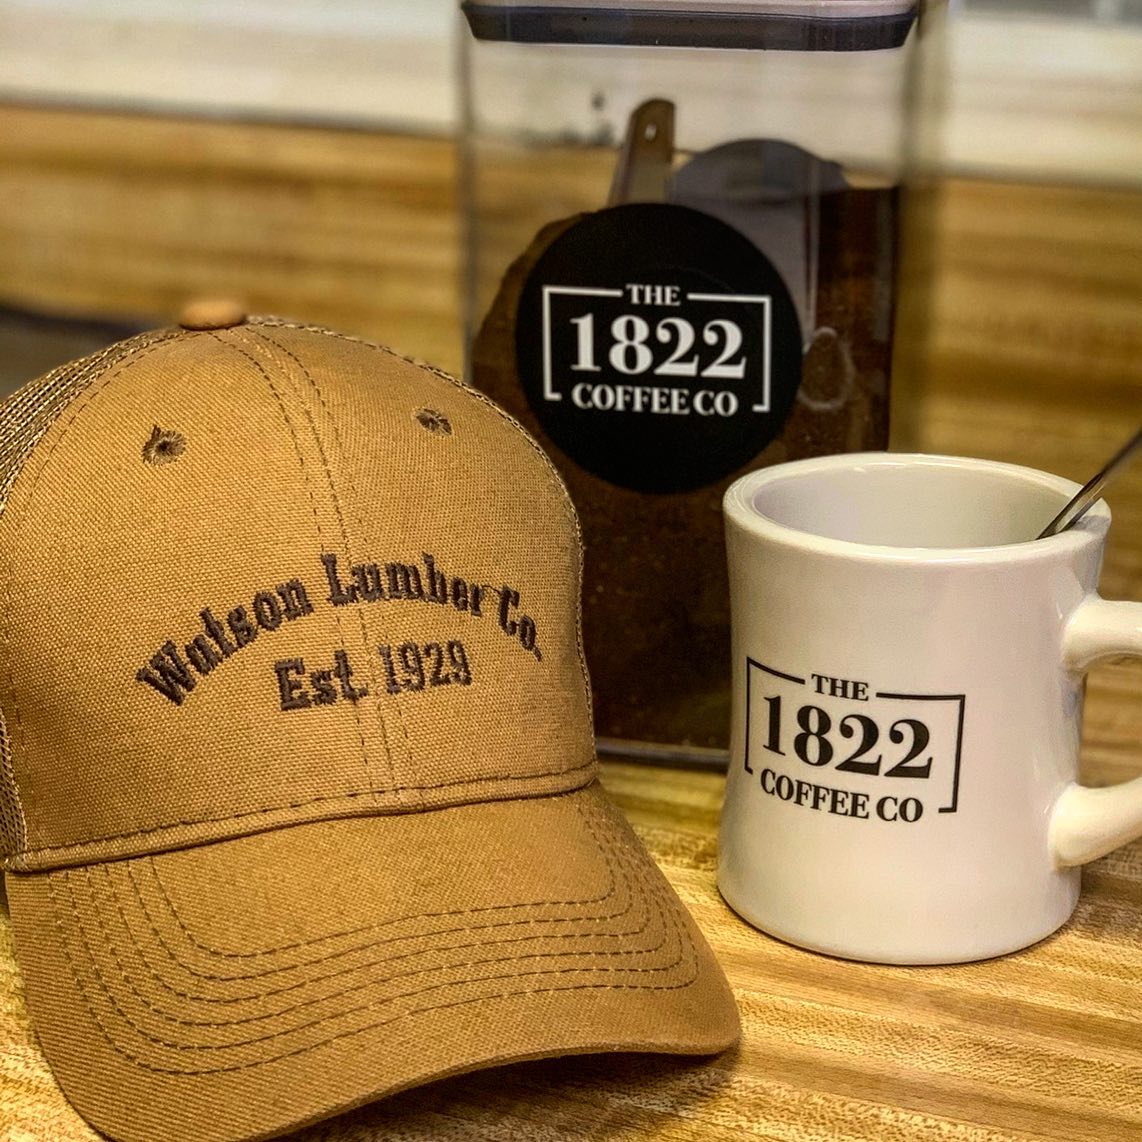 Watson Lumber Co.
Est. 1929
THE
1822
COFFEE CO
THE
1822
COFFEE CO